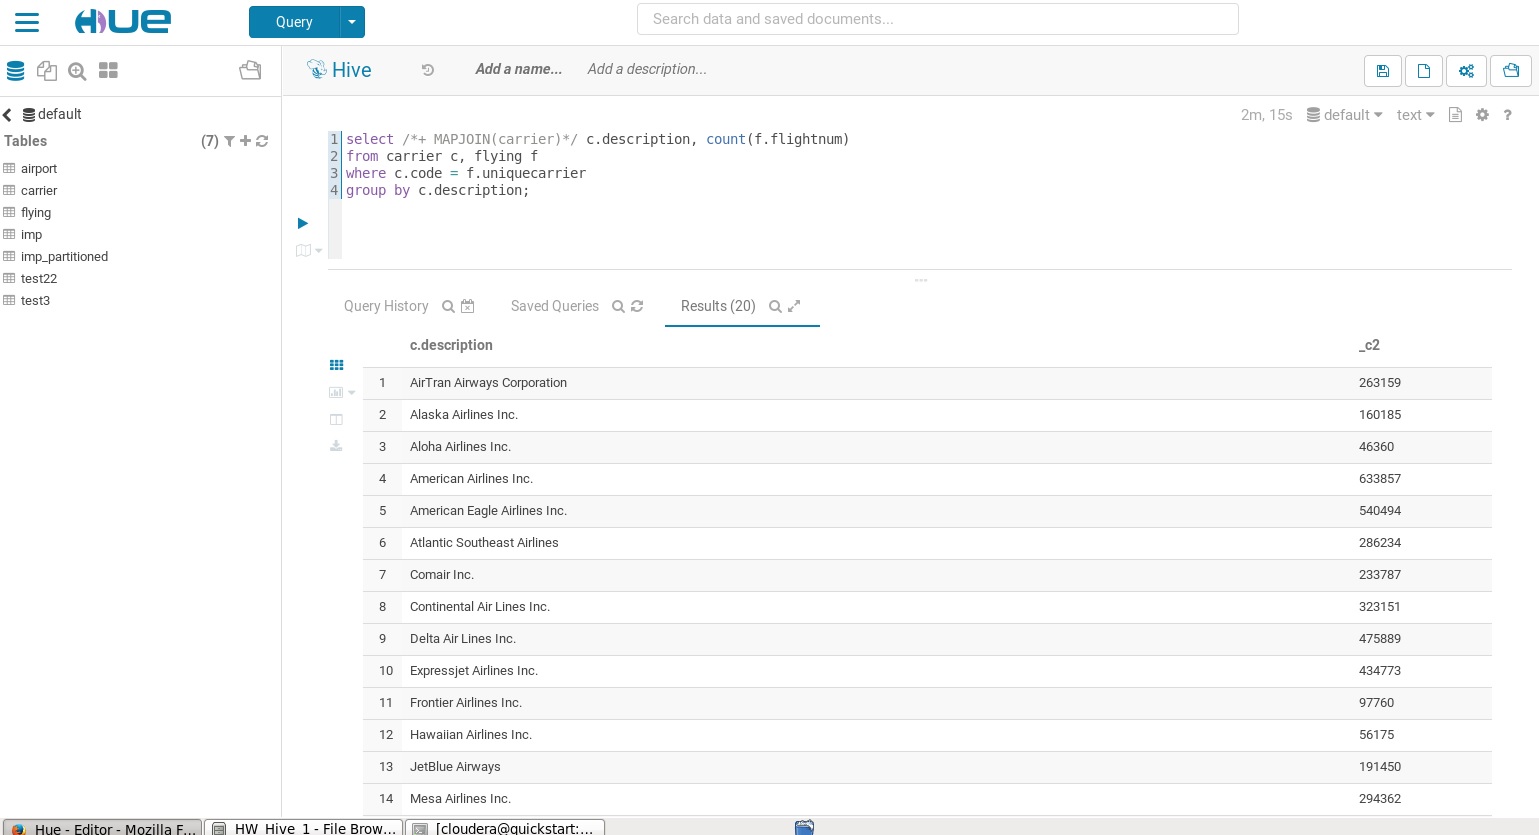 HUE
Query
Search data and saved documents...
Hive
Add a name... Add a description...
default
Tables (7)
airport
carrier
flying
imp
imp_partitioned
test22
test3
2m, 15s default text ?
1 select /*+ MAPJOIN(carrier)*/ c.description, count(f.flightnum)
2 from carrier c, flying f
3 where c.code = f.uniquecarrier
4 group by c.description;
Query History Saved Queries Results (20)
c.description _c2
1 AirTran Airways Corporation 263159
2 Alaska Airlines Inc. 160185
3 Aloha Airlines Inc. 46360
4 American Airlines Inc. 633857
5 American Eagle Airlines Inc. 540494
6 Atlantic Southeast Airlines 286234
7 Comair Inc. 233787
8 Continental Air Lines Inc. 323151
9 Delta Air Lines Inc. 475889
10 Expressjet Airlines Inc. 434773
11 Frontier Airlines Inc. 97760
12 Hawaiian Airlines Inc. 56175
13 JetBlue Airways 191450
14 Mesa Airlines Inc. 294362
Hue - Editor - Mozilla F... HW_Hive_1 - File Brow... [cloudera@quickstart:...